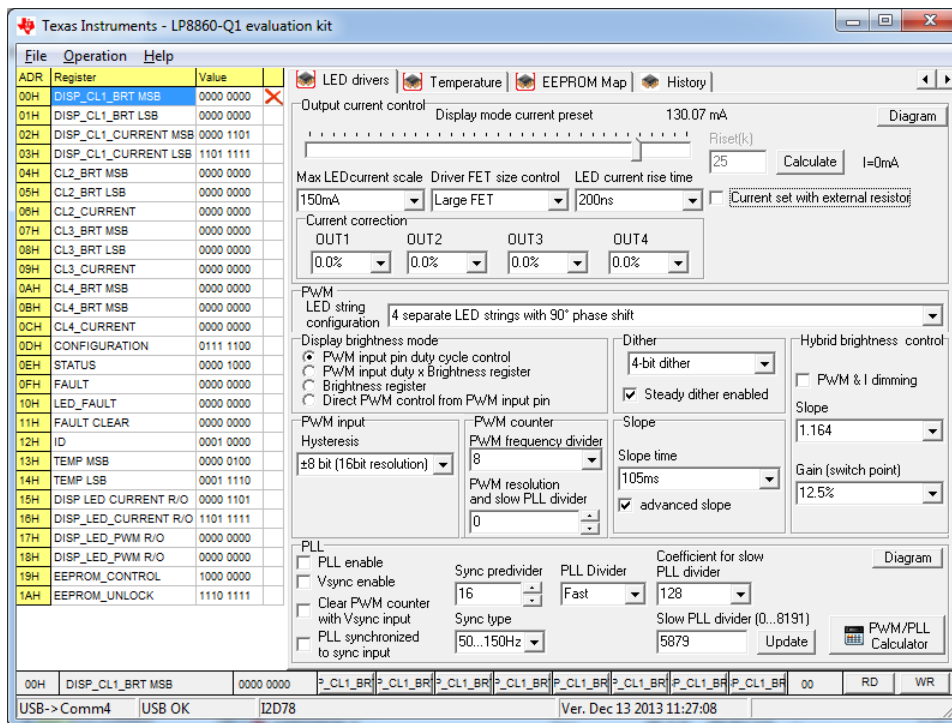 Texas Instruments - LP8860-Q1 evaluation kit
File Operation Help
ADR Register Value
00H DISP_CL1_BRT MSB 0000 0000
01H DISP_CL1_BRT LSB 0000 0000
02H DISP_CL1_CURRENT MSB 0000 1101
03H DISP_CL1_CURRENT LSB 1101 1111
04H CL2_BRT MSB 0000 0000
05H CL2_BRT LSB 0000 0000
06H CL2_CURRENT 0000 0000
07H CL3_BRT MSB 0000 0000
08H CL3_BRT LSB 0000 0000
09H CL3_CURRENT 0000 0000
0AH CL4_BRT MSB 0000 0000
0BH CL4_BRT MSB 0000 0000
0CH CL4_CURRENT 0000 0000
0DH CONFIGURATION 0111 1100
0EH STATUS 0000 1000
0FH FAULT 0000 0000
10H LED_FAULT 0000 0000
11H FAULT CLEAR 0000 0000
12H ID 0001 0000
13H TEMP MSB 0000 0100
14H TEMP LSB 0001 1110
15H DISP LED CURRENT R/O 0000 1101
16H DISP_LED_CURRENT R/O 1101 1111
17H DISP_LED_PWM R/O 0000 0000
18H DISP_LED_PWM R/O 0000 0000
19H EEPROM_CONTROL 1000 0000
1AH EEPROM_UNLOCK 1110 1111
LED drivers Temperature EEPROM Map History
Output current control
Display mode current preset 130.07 mA Diagram
Riset(k)
25 Calculate I=0mA
Max LED current scale Driver FET size control LED current rise time
150mA Large FET 200ns Current set with external resistor
Current correction
OUT1 OUT2 OUT3 OUT4
0.0% 0.0% 0.0% 0.0%
PWM
LED string
configuration 4 separate LED strings with 90° phase shift
Display brightness mode
PWM input pin duty cycle control
PWM input duty x Brightness register
Brightness register
Direct PWM control from PWM input pin
Dither
4-bit dither
Steady dither enabled
Hybrid brightness control
PWM & I dimming
Slope
1.164
Gain (switch point)
12.5%
PWM input
Hysteresis
±8 bit (16bit resolution)
PWM counter
PWM frequency divider
8
PWM resolution
and slow PLL divider
0
Slope
Slope time
105ms
advanced slope
PLL
PLL enable
Vsync enable
Clear PWM counter
with Vsync input
PLL synchronized
to sync input
Sync predivider
16
Sync type
50...150Hz
PLL Divider
Fast
Coefficient for slow
PLL divider
128
Slow PLL divider (0...8191)
5879 Update
Diagram
PWM/PLL
Calculator
00H DISP_CL1_BRT MSB 0000 0000 _CL1_BR _CL1_BR _CL1_BR _CL1_BR _CL1_BR _CL1_BR _CL1_BR _CL1_BR 00 RD WR
USB->Comm4 USB OK I2D78 Ver. Dec 13 2013 11:27:08